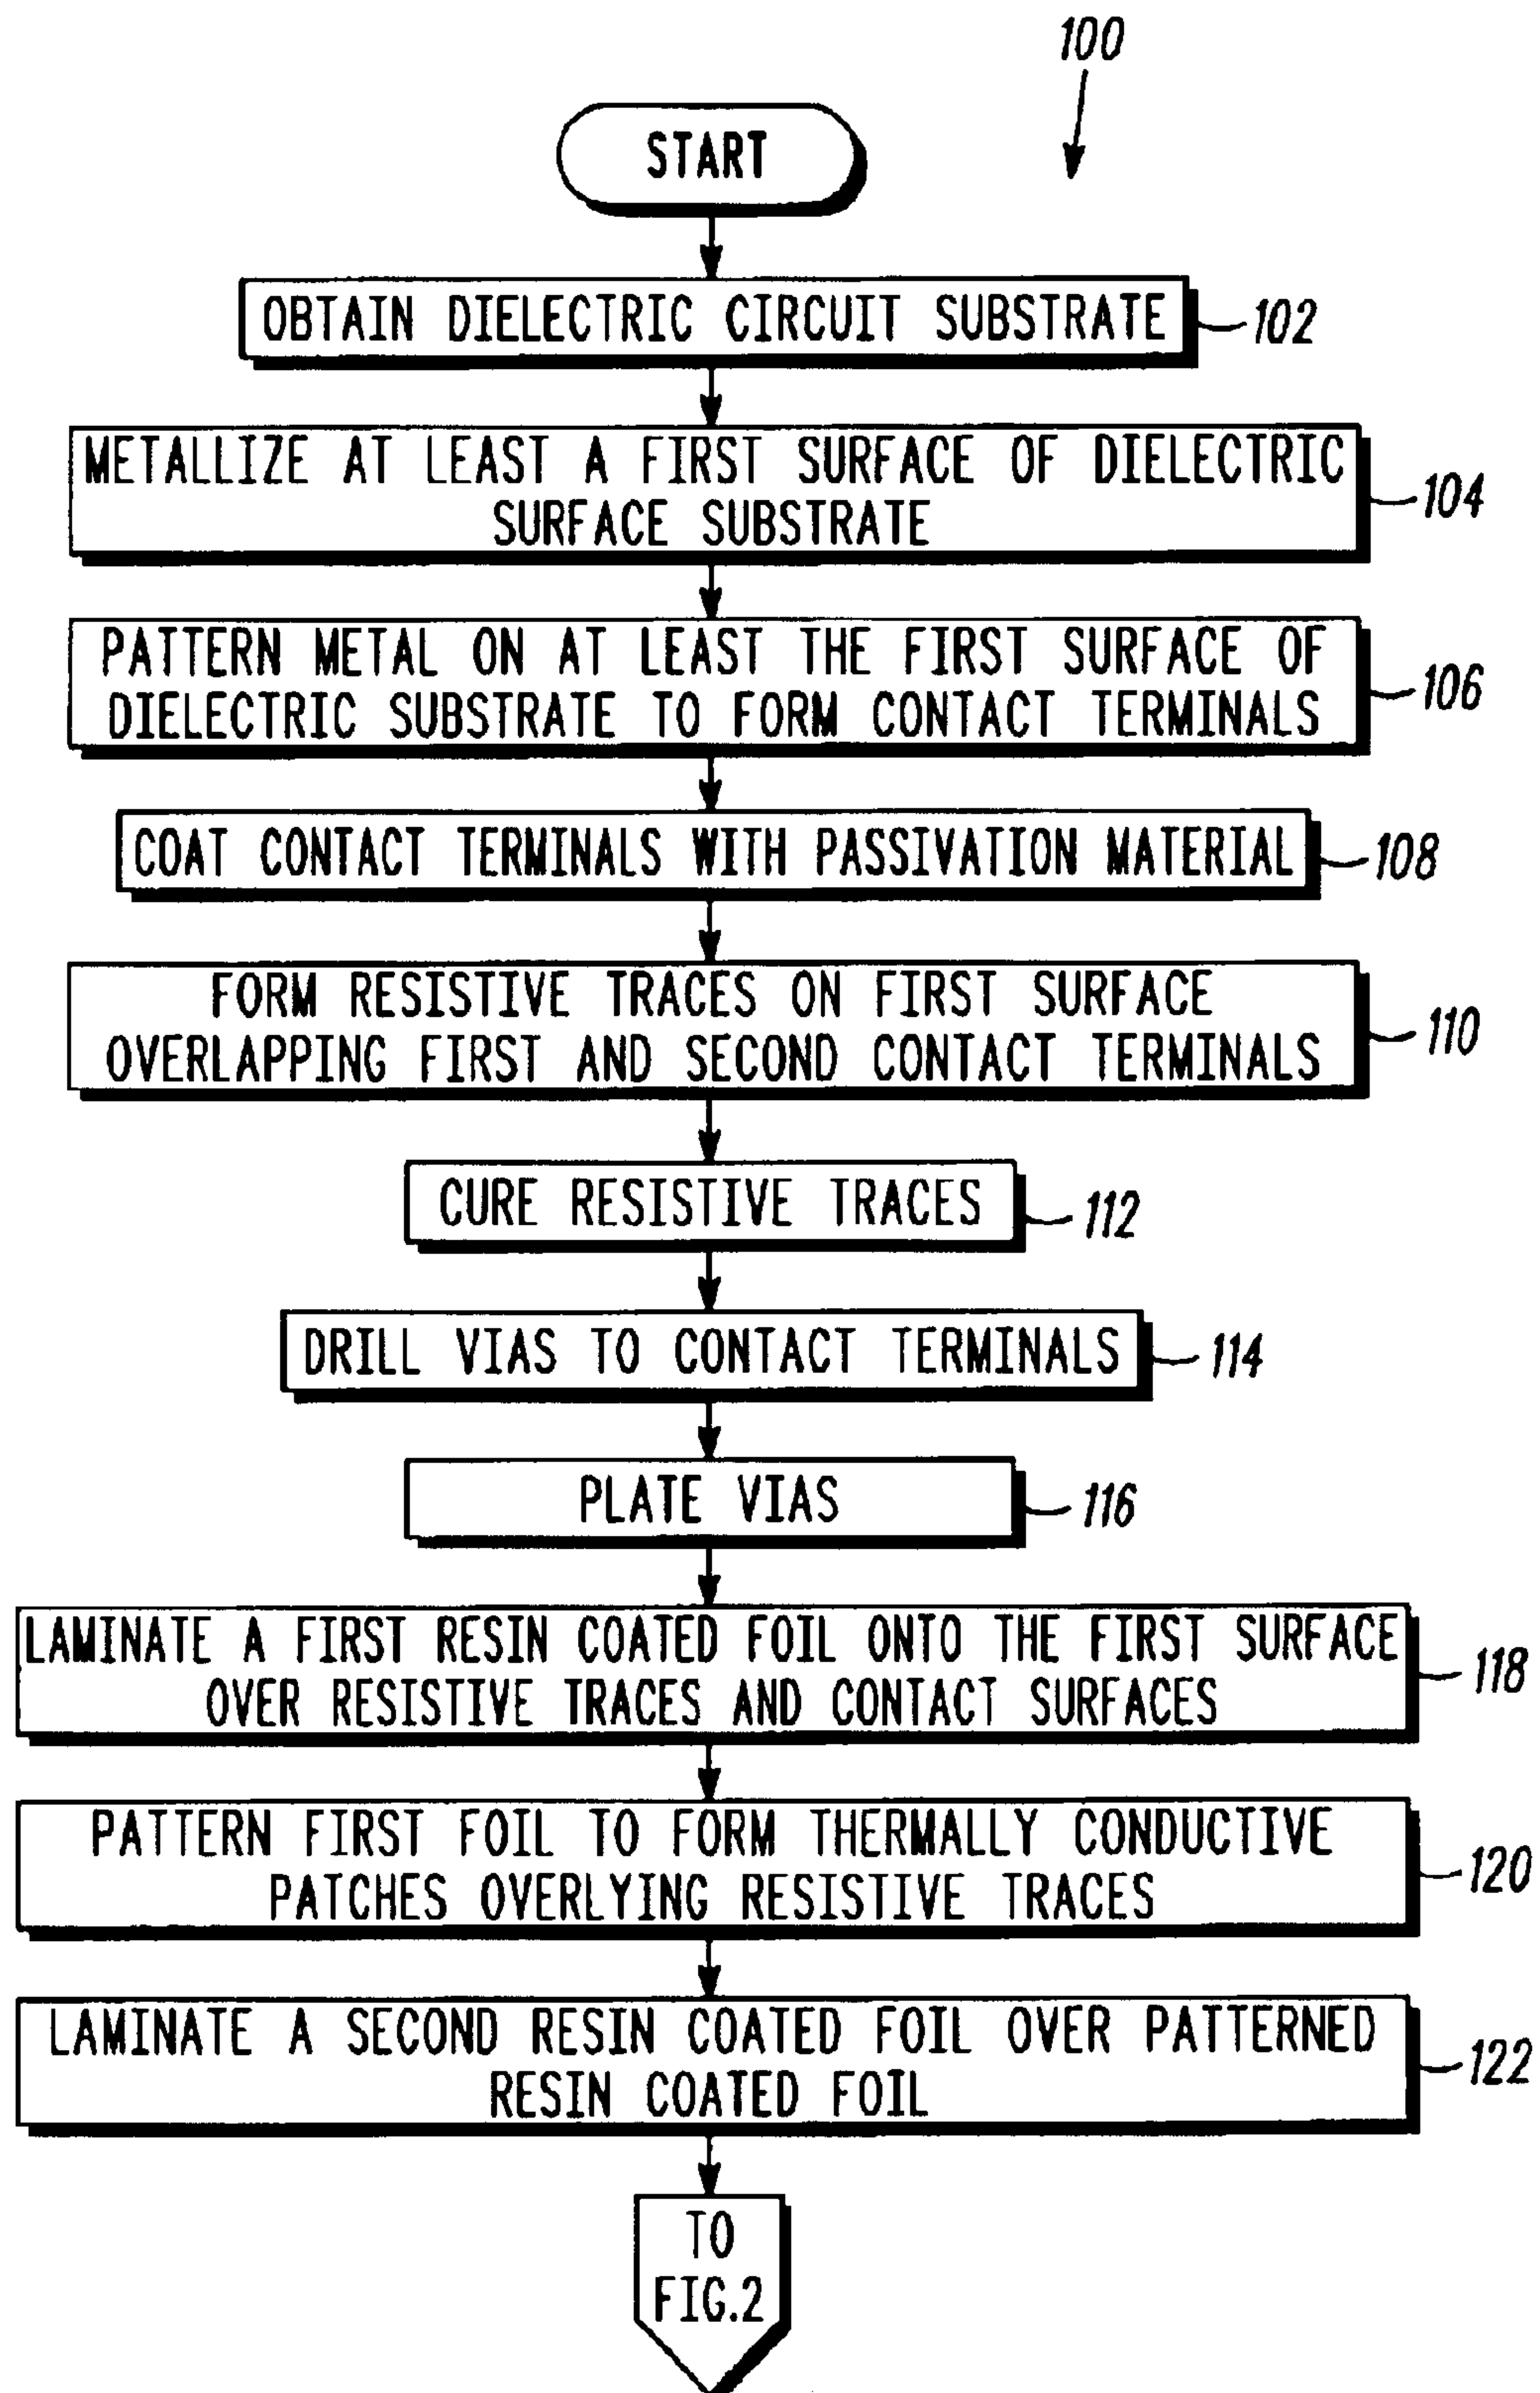 100
START
OBTAIN DIELECTRIC CIRCUIT SUBSTRATE
102
METALLIZE AT LEAST A FIRST SURFACE OF DIELECTRIC
SURFACE SUBSTRATE
104
PATTERN METAL ON AT LEAST THE FIRST SURFACE OF
DIELECTRIC SUBSTRATE TO FORM CONTACT TERMINALS
106
COAT CONTACT TERMINALS WITH PASSIVATION MATERIAL
108
FORM RESISTIVE TRACES ON FIRST SURFACE
OVERLAPPING FIRST AND SECOND CONTACT TERMINALS
110
CURE RESISTIVE TRACES
112
DRILL VIAS TO CONTACT TERMINALS
114
PLATE VIAS
116
LAMINATE A FIRST RESIN COATED FOIL ONTO THE FIRST SURFACE
OVER RESISTIVE TRACES AND CONTACT SURFACES
118
PATTERN FIRST FOIL TO FORM THERMALLY CONDUCTIVE
PATCHES OVERLYING RESISTIVE TRACES
120
LAMINATE A SECOND RESIN COATED FOIL OVER PATTERNED
RESIN COATED FOIL
122
TO
FIG.2